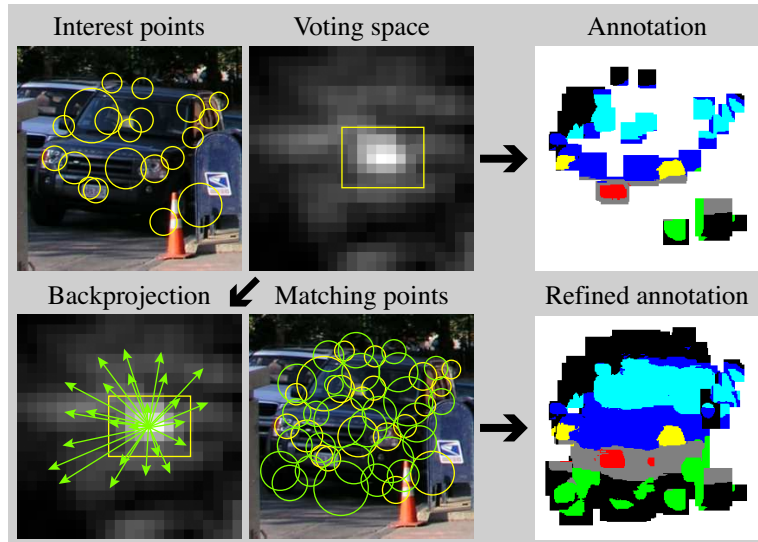 Interest points
Voting space
Annotation
Backprojection
Matching points
Refined annotation